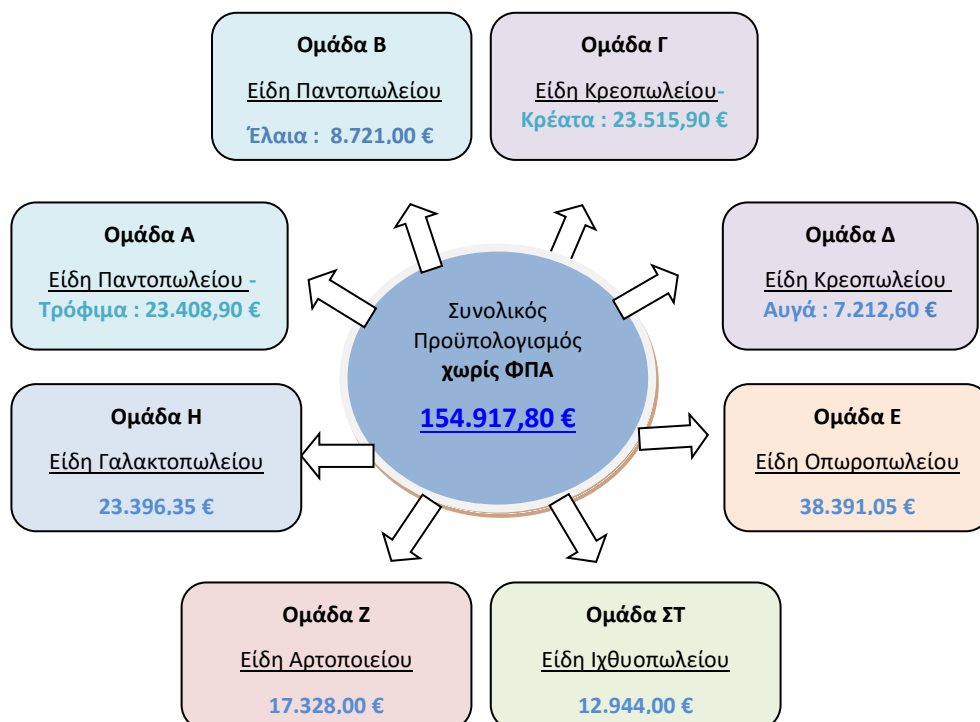 Ομάδα Β
Είδη Παντοπωλείου
Έλαια : 8.721,00 €
Ομάδα Γ
Είδη Κρεοπωλείου-
Κρέατα : 23.515,90 €
Ομάδα Α
Είδη Παντοπωλείου -
Τρόφιμα : 23.408,90 €
Συνολικός
Προϋπολογισμός
χωρίς ΦΠΑ
154.917,80 €
Ομάδα Δ
Είδη Κρεοπωλείου
Αυγά : 7.212,60 €
Ομάδα Η
Είδη Γαλακτοπωλείου
23.396,35 €
Ομάδα Ε
Είδη Οπωροπωλείου
38.391,05 €
Ομάδα Ζ
Είδη Αρτοποιείου
17.328,00 €
Ομάδα ΣΤ
Είδη Ιχθυοπωλείου
12.944,00 €